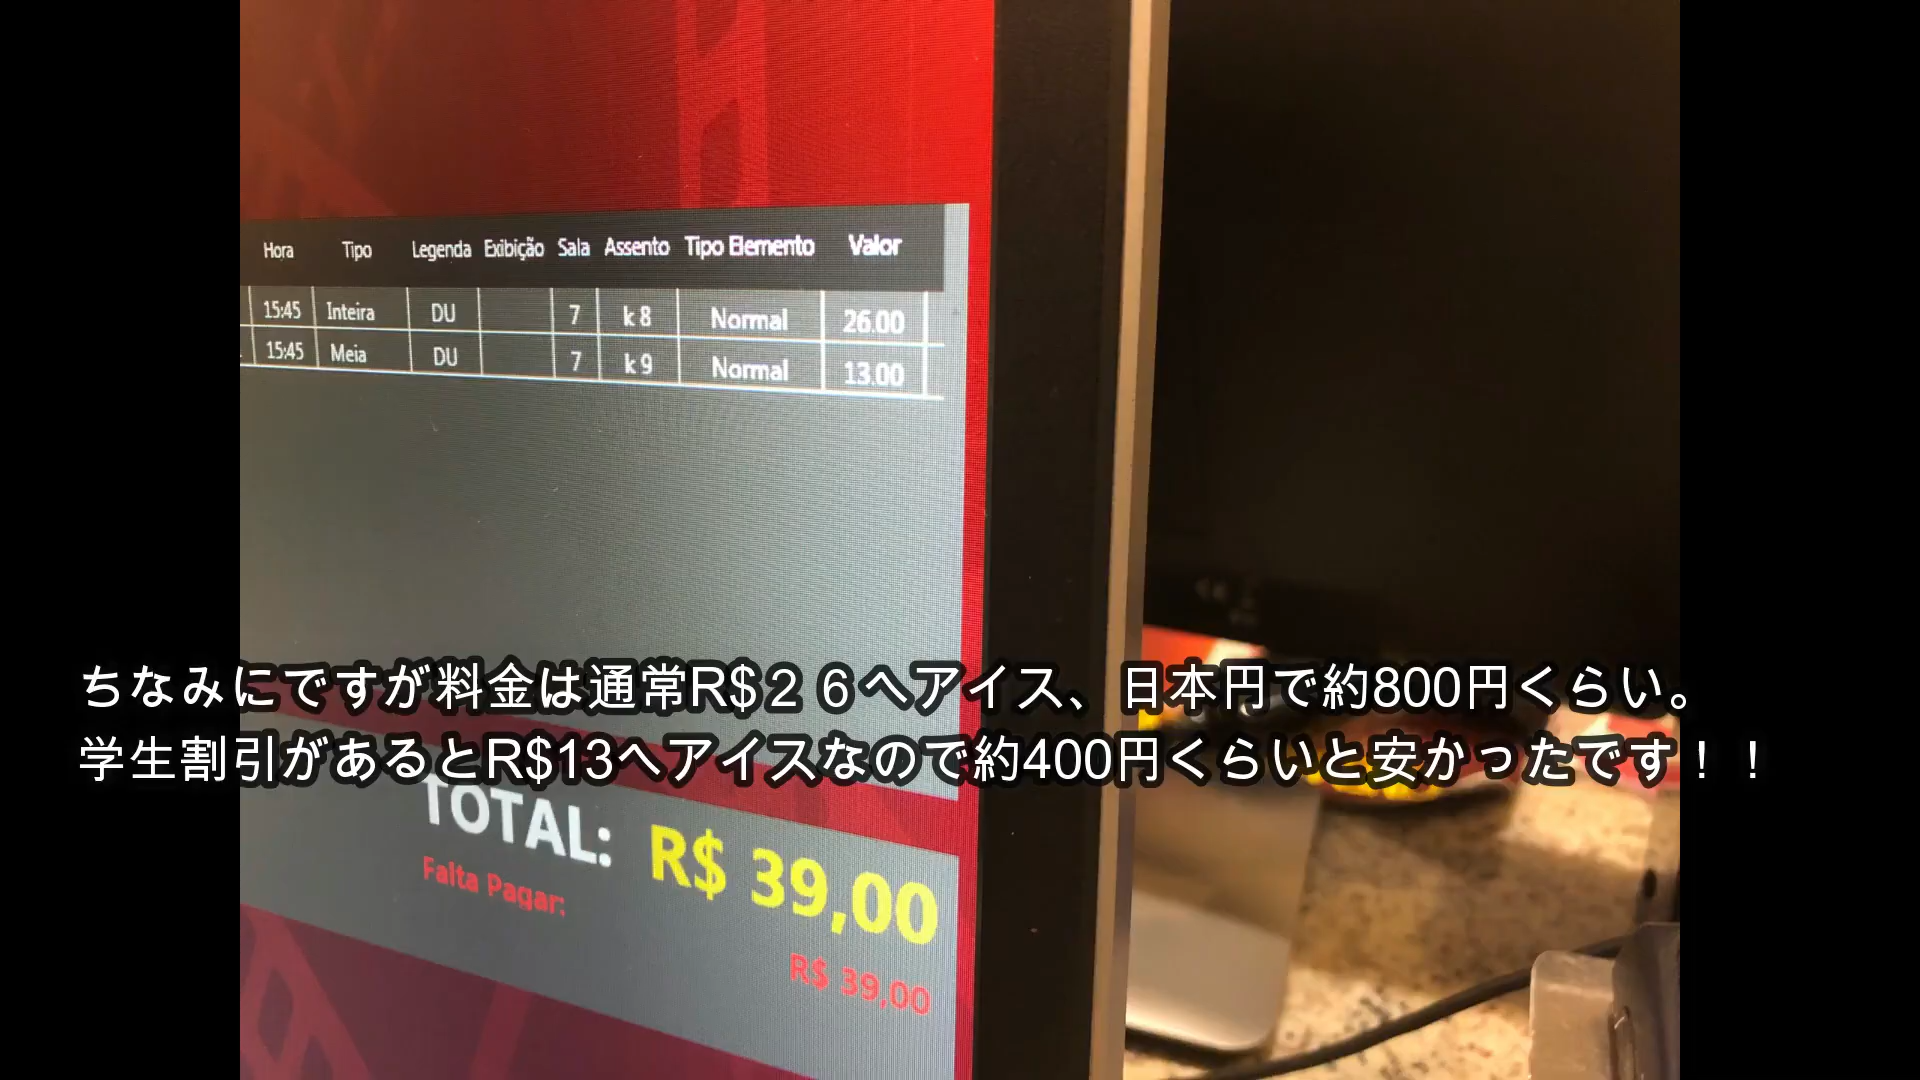 Hora Tipo Legenda Exibição Sala Assento Tipo Elemento Valor
15:45 Inteira DU 7 k 8 Normal 26.00
15:45 Meia DU 7 k 9 Normal 13.00
ちなみにですが料金は通常R$２６へアイス、日本円で約800円くらい。
学生割引があるとR$13へアイスなので約400円くらいと安かったです！！
TOTAL: R$ 39,00
Falta Pagar:
R$ 39,00